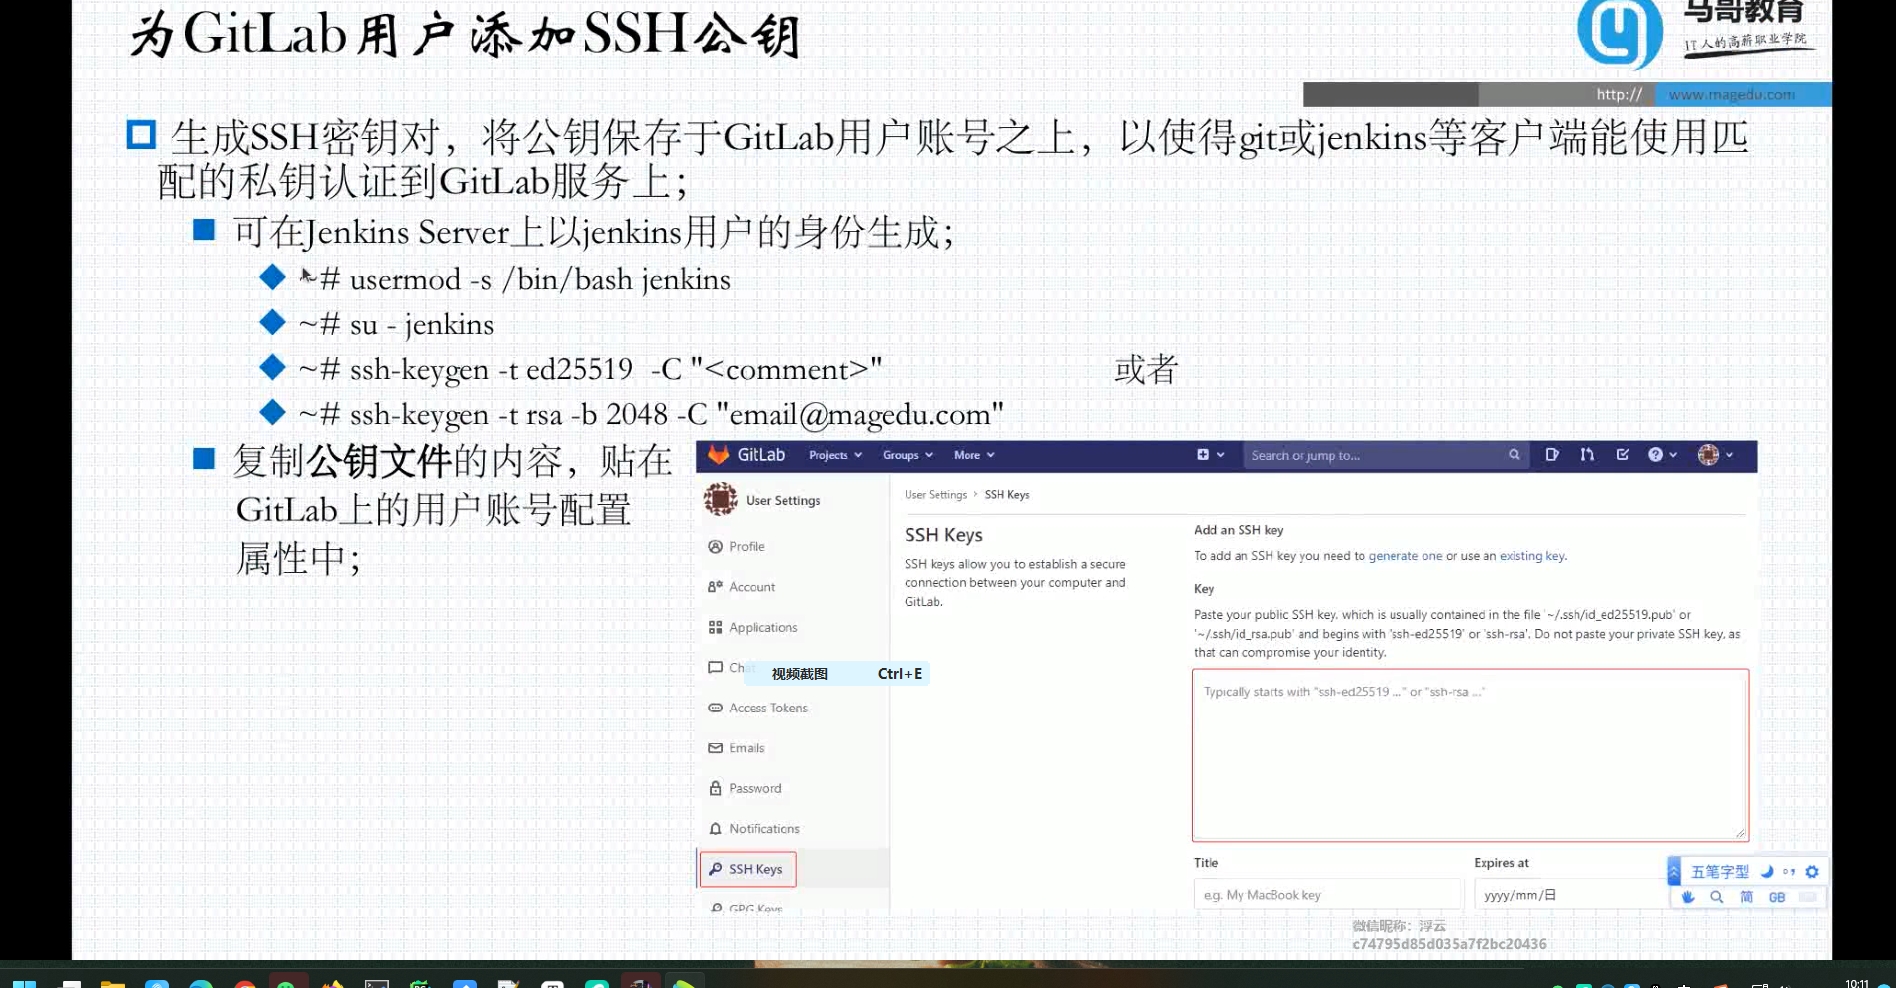 为GitLab用户添加SSH公钥
马哥教育
IT人的高薪职业学院
http:// www.magedu.com
生成SSH密钥对，将公钥保存于GitLab用户账号之上，以使得git或jenkins等客户端能使用匹
配的私钥认证到GitLab服务上；
可在Jenkins Server上以jenkins用户的身份生成；
~# usermod -s /bin/bash jenkins
~# su - jenkins
~# ssh-keygen -t ed25519 -C "<comment>" 或者
~# ssh-keygen -t rsa -b 2048 -C "email@magedu.com"
复制公钥文件的内容，贴在
GitLab上的用户账号配置
属性中；
GitLab Projects Groups More Search or jump to...
User Settings
Profile
Account
Applications
视频截图 Ctrl+E
Access Tokens
Emails
Password
Notifications
SSH Keys
GPG Keys
User Settings > SSH Keys
SSH Keys
SSH keys allow you to establish a secure
connection between your computer and
GitLab.
Add an SSH key
To add an SSH key you need to generate one or use an existing key.
Key
Paste your public SSH key, which is usually contained in the file '~/.ssh/id_ed25519.pub' or
'~/.ssh/id_rsa.pub' and begins with 'ssh-ed25519' or 'ssh-rsa'. Do not paste your private SSH key, as
that can compromise your identity.
Typically starts with "ssh-ed25519 ..." or "ssh-rsa ..."
Title Expires at
e.g. My MacBook key yyyy/mm/日
五笔字型
简 GB
微信昵称：浮云
c74795d85d035a7f2bc20436
10:11